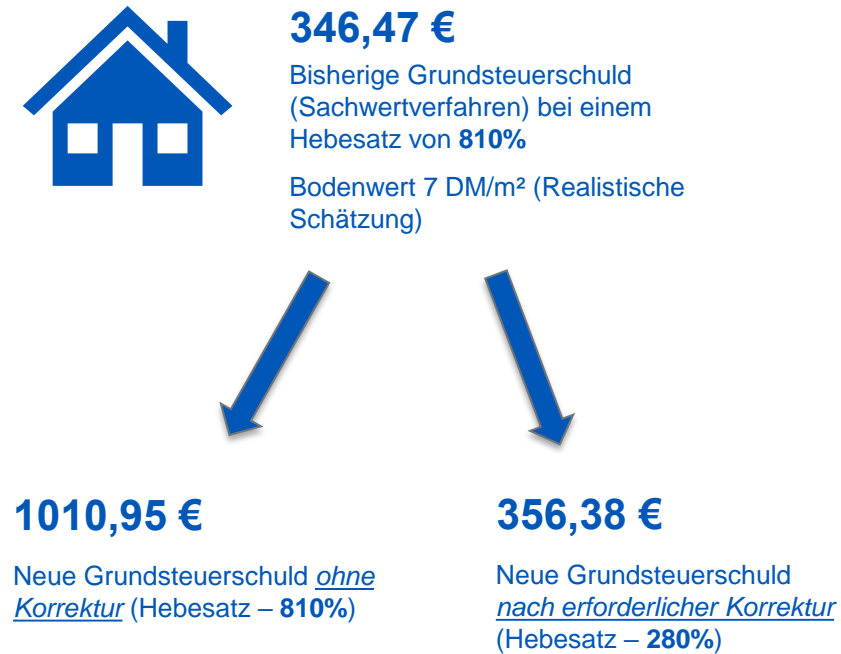 346,47 €
Bisherige Grundsteuerschuld
(Sachwertverfahren) bei einem
Hebesatz von 810%
Bodenwert 7 DM/m² (Realistische
Schätzung)
1010,95 €
Neue Grundsteuerschuld ohne
Korrektur (Hebesatz – 810%)
356,38 €
Neue Grundsteuerschuld
nach erforderlicher Korrektur
(Hebesatz – 280%)